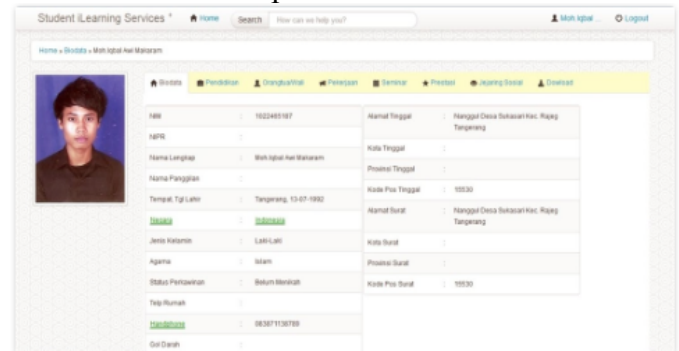 Student iLearning Services °
Home
Search
How can we help you?
Moh.Iqbal ...
Logout
Home » Biodata » Moh.Iqbal Awi Makaram
Biodata
Pendidikan
Orangtua/Wali
Pekerjaan
Seminar
Prestasi
Jejaring Sosial
Download
NIM : 1022465187
NIPR :
Nama Lengkap : Moh.Iqbal Awi Makaram
Nama Panggilan :
Tempat, Tgl Lahir : Tangerang, 13-07-1992
Negara : Indonesia
Jenis Kelamin : Laki-Laki
Agama : Islam
Status Perkawinan : Belum Menikah
Telp Rumah :
Handphone : 083871138789
Gol Darah :
Alamat Tinggal : Nanggul Desa Sukasari Kec. Rajeg
Tangerang
Kota Tinggal :
Provinsi Tinggal :
Kode Pos Tinggal : 15530
Alamat Surat : Nanggul Desa Sukasari Kec. Rajeg
Tangerang
Kota Surat :
Provinsi Surat :
Kode Pos Surat : 15530